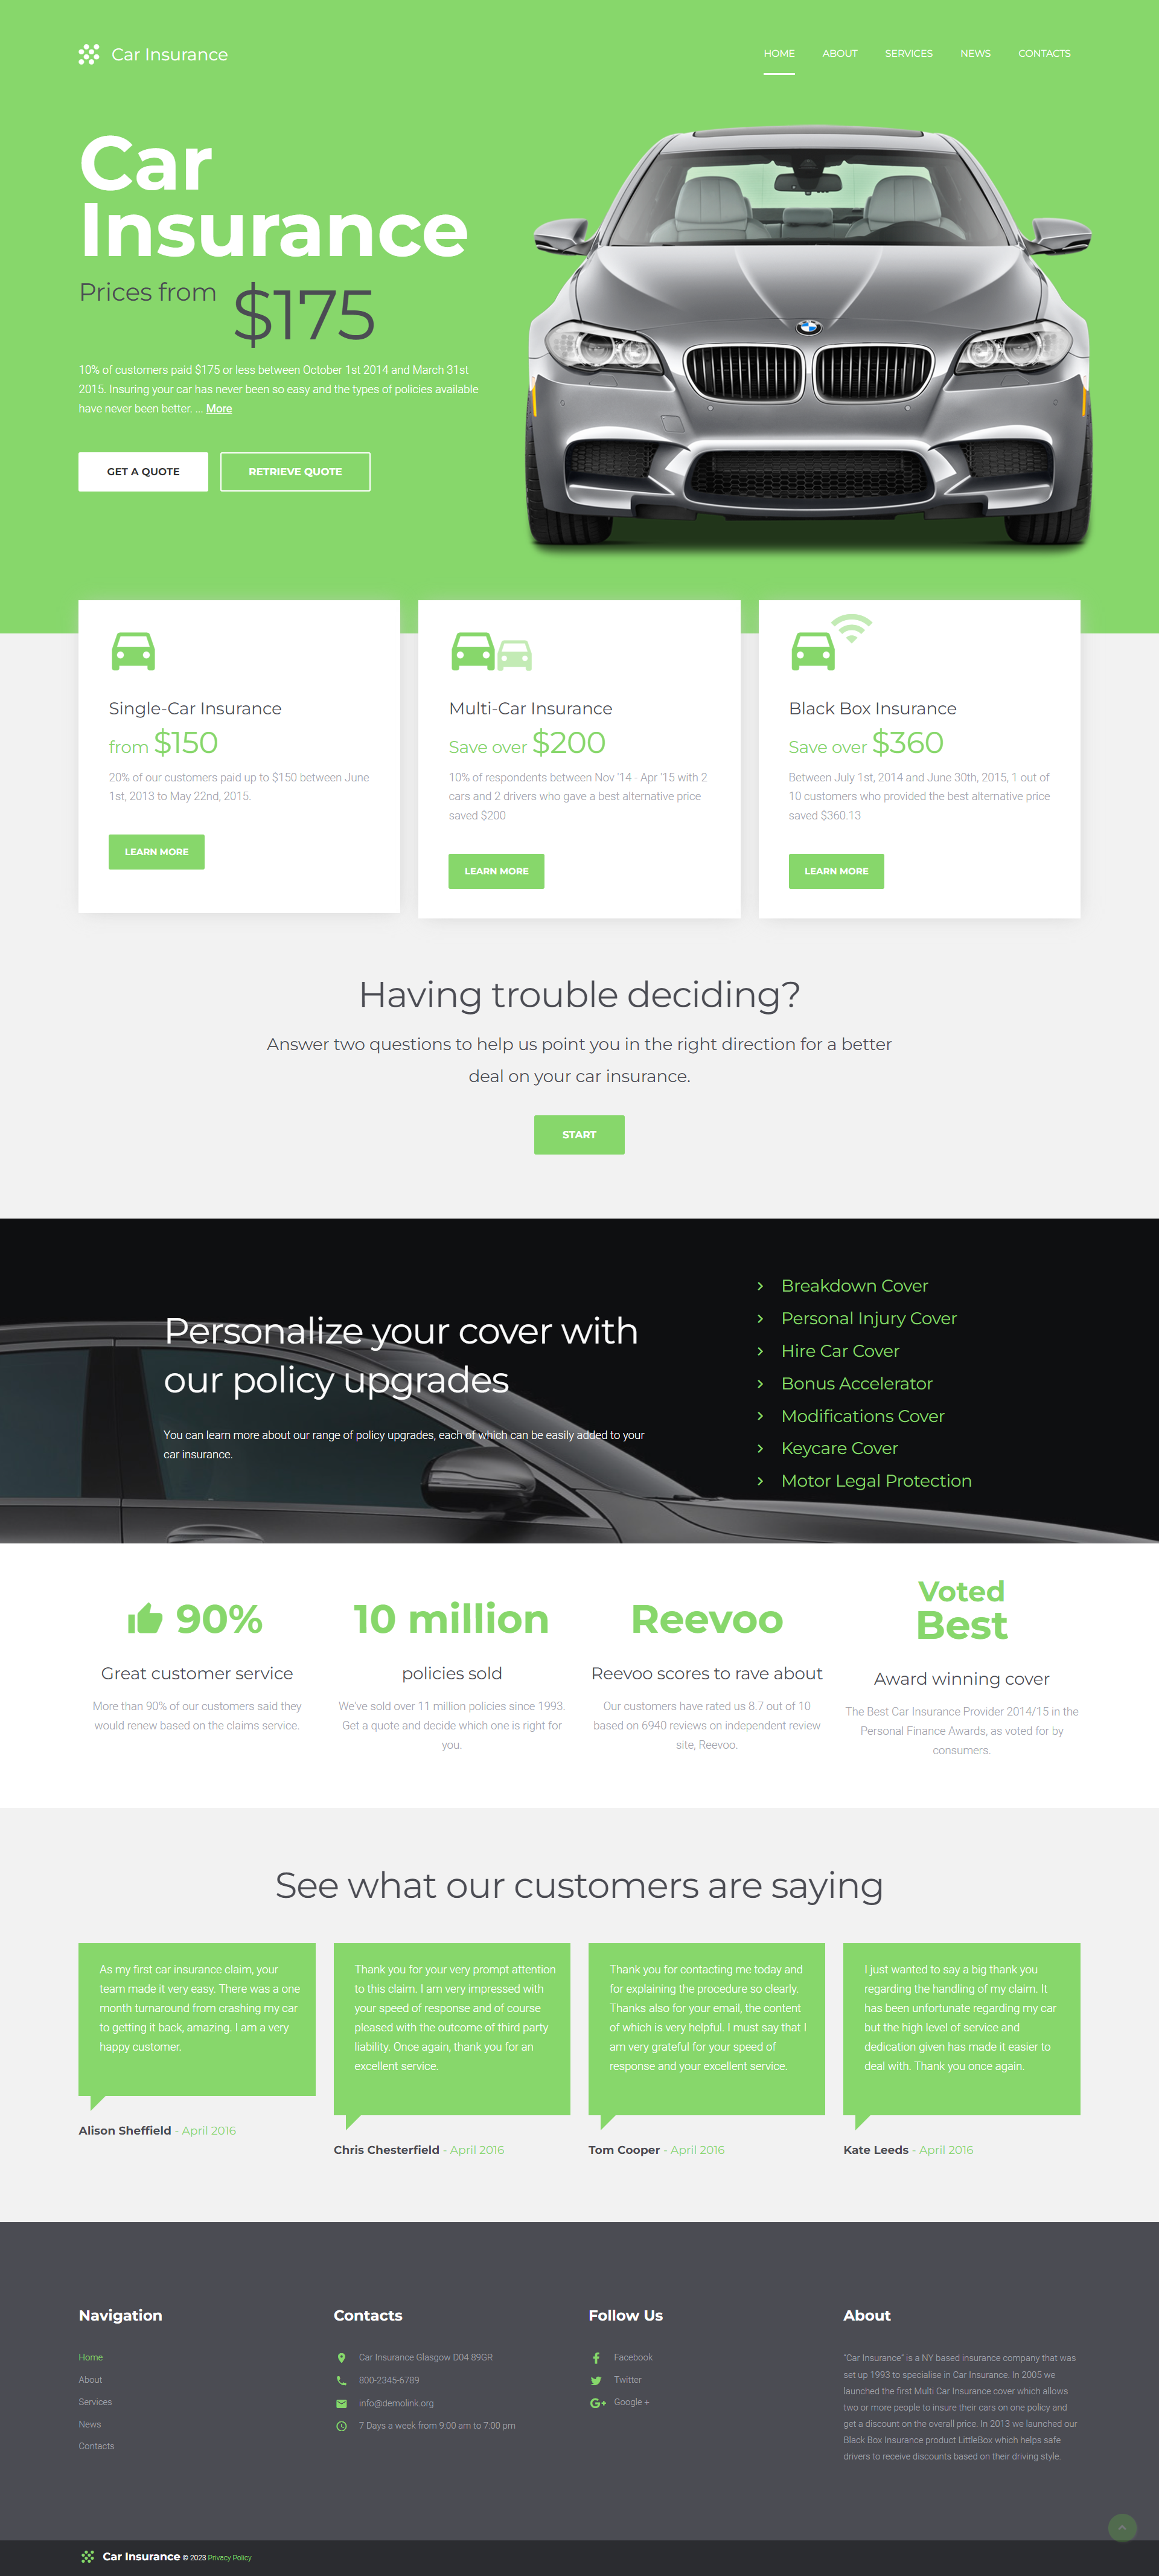 Car Insurance
HOME ABOUT SERVICES NEWS CONTACTS
Car
Insurance
Prices from $175
10% of customers paid $175 or less between October 1st 2014 and March 31st
2015. Insuring your car has never been so easy and the types of policies available
have never been better. ... More
GET A QUOTE
RETRIEVE QUOTE
Single-Car Insurance
from $150
20% of our customers paid up to $150 between June
1st, 2013 to May 22nd, 2015.
LEARN MORE
Multi-Car Insurance
Save over $200
10% of respondents between Nov '14 - Apr '15 with 2
cars and 2 drivers who gave a best alternative price
saved $200
LEARN MORE
Black Box Insurance
Save over $360
Between July 1st, 2014 and June 30th, 2015, 1 out of
10 customers who provided the best alternative price
saved $360.13
LEARN MORE
Having trouble deciding?
Answer two questions to help us point you in the right direction for a better
deal on your car insurance.
START
Personalize your cover with
our policy upgrades
You can learn more about our range of policy upgrades, each of which can be easily added to your
car insurance.
Breakdown Cover
Personal Injury Cover
Hire Car Cover
Bonus Accelerator
Modifications Cover
Keycare Cover
Motor Legal Protection
90%
Great customer service
More than 90% of our customers said they
would renew based on the claims service.
10 million
policies sold
We've sold over 11 million policies since 1993.
Get a quote and decide which one is right for
you.
Reevoo
Reevoo scores to rave about
Our customers have rated us 8.7 out of 10
based on 6940 reviews on independent review
site, Reevoo.
Voted
Best
Award winning cover
The Best Car Insurance Provider 2014/15 in the
Personal Finance Awards, as voted for by
consumers.
See what our customers are saying
As my first car insurance claim, your
team made it very easy. There was a one
month turnaround from crashing my car
to getting it back, amazing. I am a very
happy customer.
Alison Sheffield - April 2016
Thank you for your very prompt attention
to this claim. I am very impressed with
your speed of response and of course
pleased with the outcome of third party
liability. Once again, thank you for an
excellent service.
Chris Chesterfield - April 2016
Thank you for contacting me today and
for explaining the procedure so clearly.
Thanks also for your email, the content
of which is very helpful. I must say that I
am very grateful for your speed of
response and your excellent service.
Tom Cooper - April 2016
I just wanted to say a big thank you
regarding the handling of my claim. It
has been unfortunate regarding my car
but the high level of service and
dedication given has made it easier to
deal with. Thank you once again.
Kate Leeds - April 2016
Navigation
Home
About
Services
News
Contacts
Contacts
Car Insurance Glasgow D04 89GR
800-2345-6789
info@demolink.org
7 Days a week from 9:00 am to 7:00 pm
Follow Us
Facebook
Twitter
Google +
About
"Car Insurance" is a NY based insurance company that was
set up 1993 to specialise in Car Insurance. In 2005 we
launched the first Multi Car Insurance cover which allows
two or more people to insure their cars on one policy and
get a discount on the overall price. In 2013 we launched our
Black Box Insurance product LittleBox which helps safe
drivers to receive discounts based on their driving style.
Car Insurance © 2023 Privacy Policy